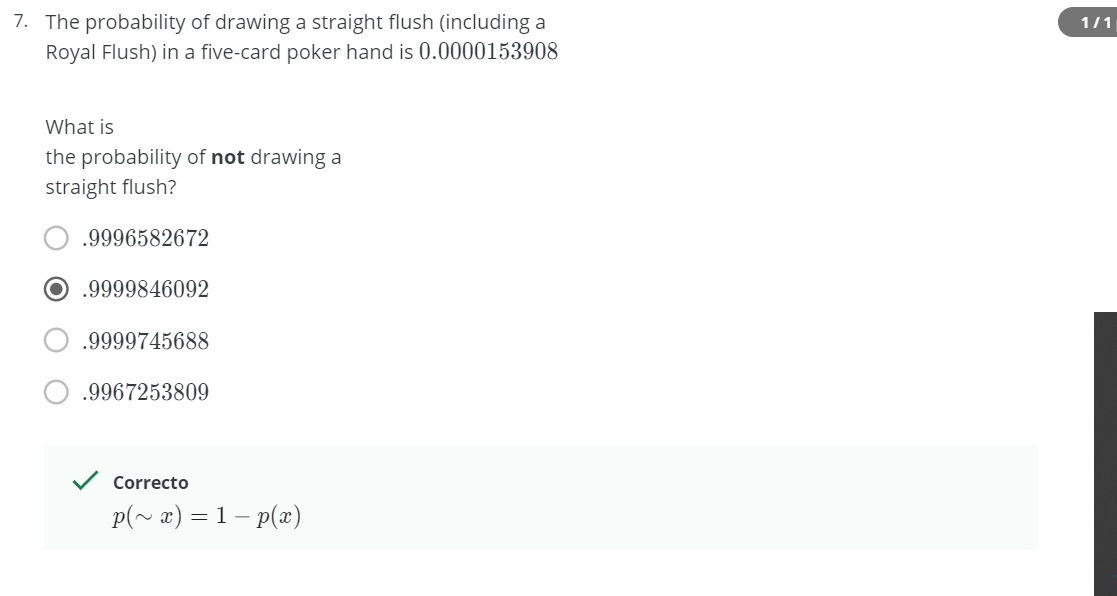 7. The probability of drawing a straight flush (including a
Royal Flush) in a five-card poker hand is 0.0000153908
1 / 1
What is
the probability of not drawing a
straight flush?
.9996582672
.9999846092
.9999745688
.9967253809
Correcto
p(∼ x) = 1 − p(x)